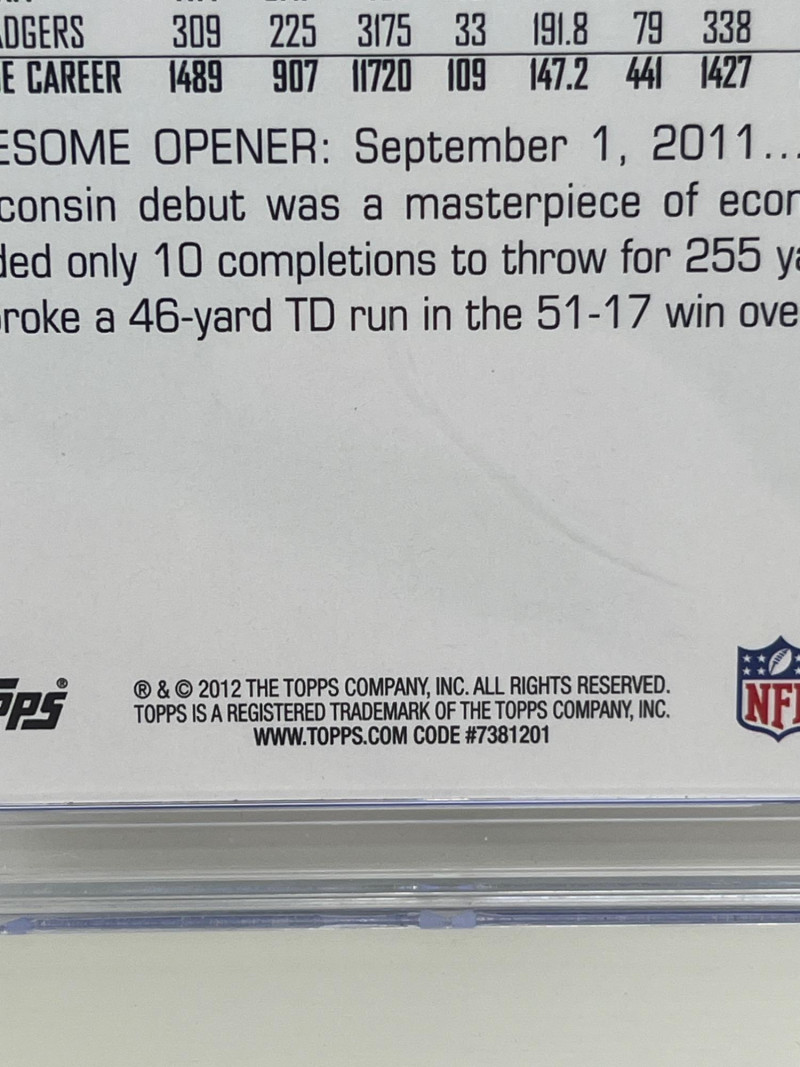 ADGERS 309 225 3175 33 191.8 79 338
E CAREER 1489 907 11720 109 147.2 441 1427
ESOME OPENER: September 1, 2011...
consin debut was a masterpiece of econ
ded only 10 completions to throw for 255 ya
roke a 46-yard TD run in the 51-17 win ove
PPS®
® & © 2012 THE TOPPS COMPANY, INC. ALL RIGHTS RESERVED.
TOPPS IS A REGISTERED TRADEMARK OF THE TOPPS COMPANY, INC.
WWW.TOPPS.COM CODE #7381201
NFL